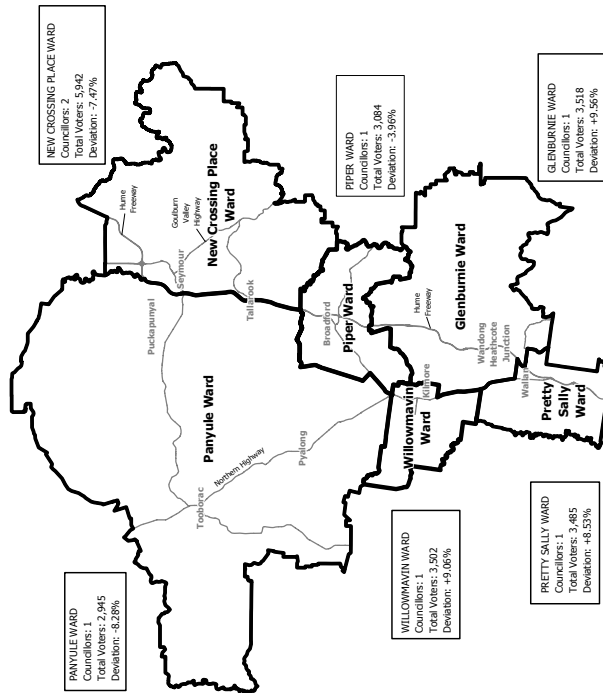 NEW CROSSING PLACE WARD
Councillors: 2
Total Voters: 5,942
Deviation: -7.47%
PIPER WARD
Councillors: 1
Total Voters: 3,084
Deviation: -3.96%
GLENBURNIE WARD
Councillors: 1
Total Voters: 3,518
Deviation: +9.56%
Hume
Freeway
Goulburn
Valley
Highway
New Crossing Place
Ward
Puckapunyal
Seymour
Tallarook
Panyule Ward
Broadford
Piper Ward
Hume
Freeway
Glenburnie Ward
Wandong
Heathcote
Junction
Northern Highway
Tooborac
Pyalong
Willowmavin
Ward
Kilmore
Wallan
Pretty
Sally
Ward
PANYULE WARD
Councillors: 1
Total Voters: 2,945
Deviation: -8.28%
WILLOWMAVIN WARD
Councillors: 1
Total Voters: 3,502
Deviation: +9.06%
PRETTY SALLY WARD
Councillors: 1
Total Voters: 3,485
Deviation: +8.53%